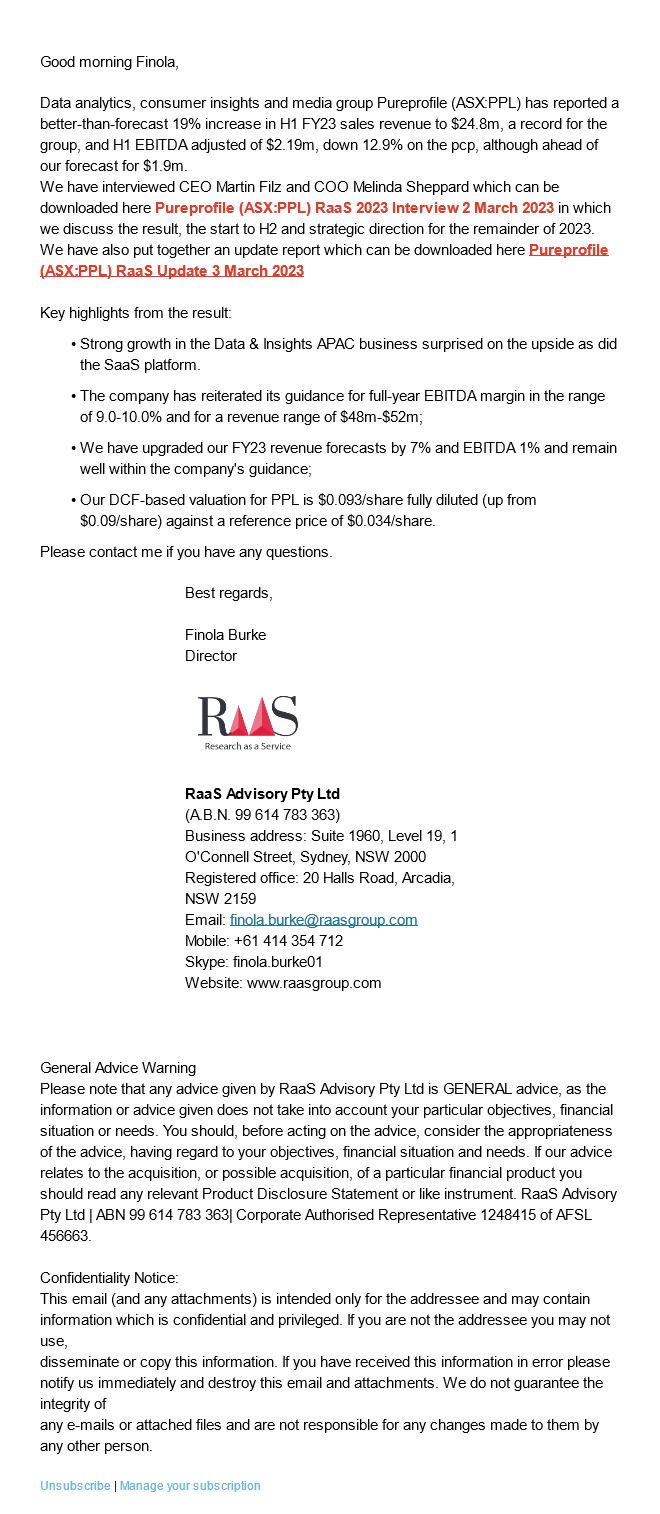 Good morning Finola,
Data analytics, consumer insights and media group Pureprofile (ASX:PPL) has reported a
better-than-forecast 19% increase in H1 FY23 sales revenue to $24.8m, a record for the
group, and H1 EBITDA adjusted of $2.19m, down 12.9% on the pcp, although ahead of
our forecast for $1.9m.
We have interviewed CEO Martin Filz and COO Melinda Sheppard which can be
downloaded here Pureprofile (ASX:PPL) RaaS 2023 Interview 2 March 2023 in which
we discuss the result, the start to H2 and strategic direction for the remainder of 2023.
We have also put together an update report which can be downloaded here Pureprofile
(ASX:PPL) RaaS Update 3 March 2023
Key highlights from the result:
• Strong growth in the Data & Insights APAC business surprised on the upside as did
the SaaS platform.
• The company has reiterated its guidance for full-year EBITDA margin in the range
of 9.0-10.0% and for a revenue range of $48m-$52m;
• We have upgraded our FY23 revenue forecasts by 7% and EBITDA 1% and remain
well within the company's guidance;
• Our DCF-based valuation for PPL is $0.093/share fully diluted (up from
$0.09/share) against a reference price of $0.034/share.
Please contact me if you have any questions.
Best regards,
Finola Burke
Director
RaaS
Research as a Service
RaaS Advisory Pty Ltd
(A.B.N. 99 614 783 363)
Business address: Suite 1960, Level 19, 1
O'Connell Street, Sydney, NSW 2000
Registered office: 20 Halls Road, Arcadia,
NSW 2159
Email: finola.burke@raasgroup.com
Mobile: +61 414 354 712
Skype: finola.burke01
Website: www.raasgroup.com
General Advice Warning
Please note that any advice given by RaaS Advisory Pty Ltd is GENERAL advice, as the
information or advice given does not take into account your particular objectives, financial
situation or needs. You should, before acting on the advice, consider the appropriateness
of the advice, having regard to your objectives, financial situation and needs. If our advice
relates to the acquisition, or possible acquisition, of a particular financial product you
should read any relevant Product Disclosure Statement or like instrument. RaaS Advisory
Pty Ltd | ABN 99 614 783 363| Corporate Authorised Representative 1248415 of AFSL
456663.
Confidentiality Notice:
This email (and any attachments) is intended only for the addressee and may contain
information which is confidential and privileged. If you are not the addressee you may not
use,
disseminate or copy this information. If you have received this information in error please
notify us immediately and destroy this email and attachments. We do not guarantee the
integrity of
any e-mails or attached files and are not responsible for any changes made to them by
any other person.
Unsubscribe | Manage your subscription